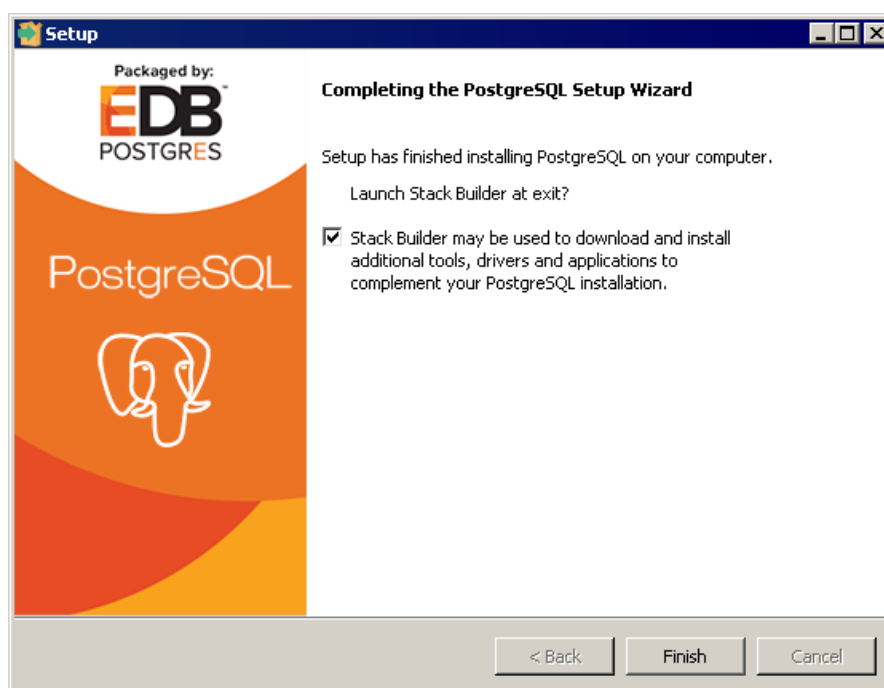 Setup
Packaged by:
EDB™
POSTGRES
PostgreSQL
Completing the PostgreSQL Setup Wizard
Setup has finished installing PostgreSQL on your computer.
Launch Stack Builder at exit?
Stack Builder may be used to download and install
additional tools, drivers and applications to
complement your PostgreSQL installation.
< Back
Finish
Cancel